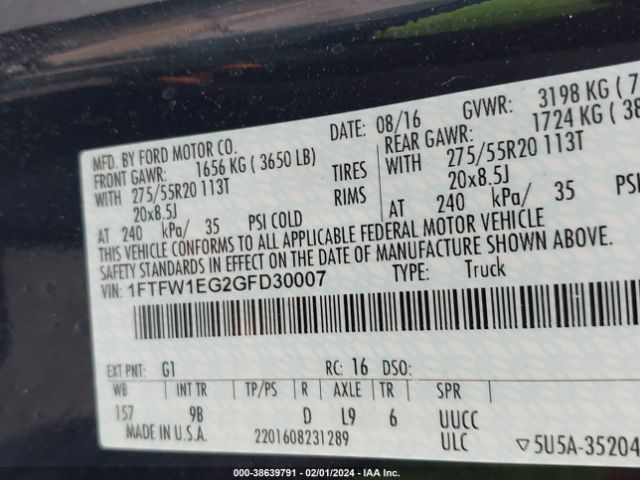 MFD. BY FORD MOTOR CO. DATE: 08/16 GVWR: 3198 KG ( 7
FRONT GAWR: 1656 KG ( 3650 LB) REAR GAWR: 1724 KG ( 38
WITH 275/55R20 113T TIRES WITH 275/55R20 113T
20x8.5J RIMS 20x8.5J
AT 240 kPa/ 35 PSI COLD AT 240 kPa/ 35 PSI
THIS VEHICLE CONFORMS TO ALL APPLICABLE FEDERAL MOTOR VEHICLE
SAFETY STANDARDS IN EFFECT ON THE DATE OF MANUFACTURE SHOWN ABOVE.
VIN: 1FTFW1EG2GFD30007 TYPE: Truck
EXT PNT: G1 RC: 16 DSO:
WB INT TR TP/PS R AXLE TR SPR
157 9B D L9 6 UUCC
MADE IN U.S.A. 2201608231289 ULC ▽5U5A-35204
000-38639791 - 02/01/2024 - IAA Inc.